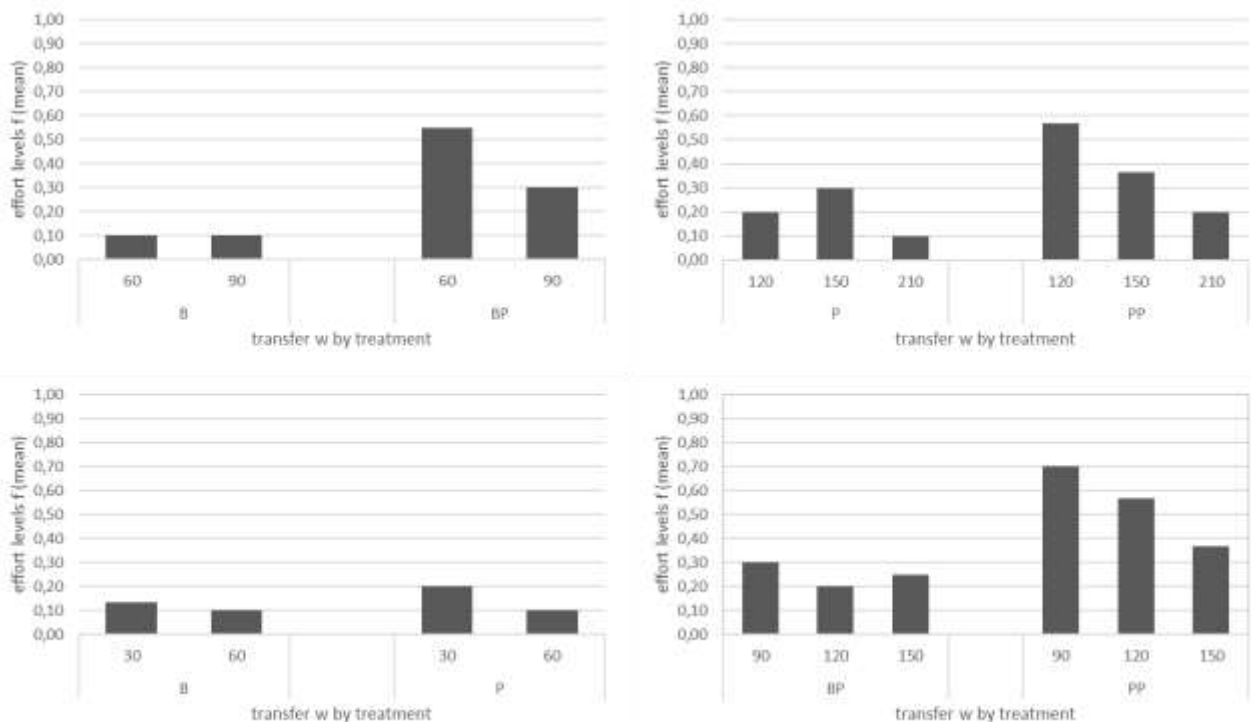 1,00
0,90
0,80
0,70
0,60
0,50
0,40
0,30
0,20
0,10
0,00
effort levels f (mean)
60 90 60 90
B BP
transfer w by treatment
1,00
0,90
0,80
0,70
0,60
0,50
0,40
0,30
0,20
0,10
0,00
effort levels f (mean)
120 150 210 120 150 210
P PP
transfer w by treatment
1,00
0,90
0,80
0,70
0,60
0,50
0,40
0,30
0,20
0,10
0,00
effort levels f (mean)
30 60 30 60
B P
transfer w by treatment
1,00
0,90
0,80
0,70
0,60
0,50
0,40
0,30
0,20
0,10
0,00
effort levels f (mean)
90 120 150 90 120 150
BP PP
transfer w by treatment